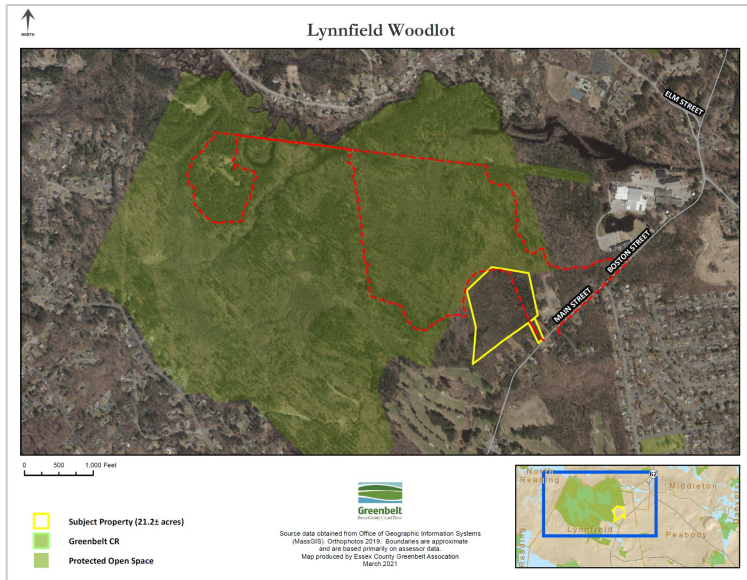 NORTH
Lynnfield Woodlot
ELM STREET
BOSTON STREET
MAIN STREET
0 500 1,000 Feet
Subject Property (21.2± acres)
Greenbelt CR
Protected Open Space
Greenbelt
Essex County's Land Trust
Source data obtained from Office of Geographic Information Systems
(MassGIS). Orthophotos 2019. Boundaries are approximate
and are based primarily on assessor data.
Map produced by Essex County Greenbelt Assocation
March 2021
North
Reading
62
Middleton
Danvers
Lynnfield
Peabody
Reading